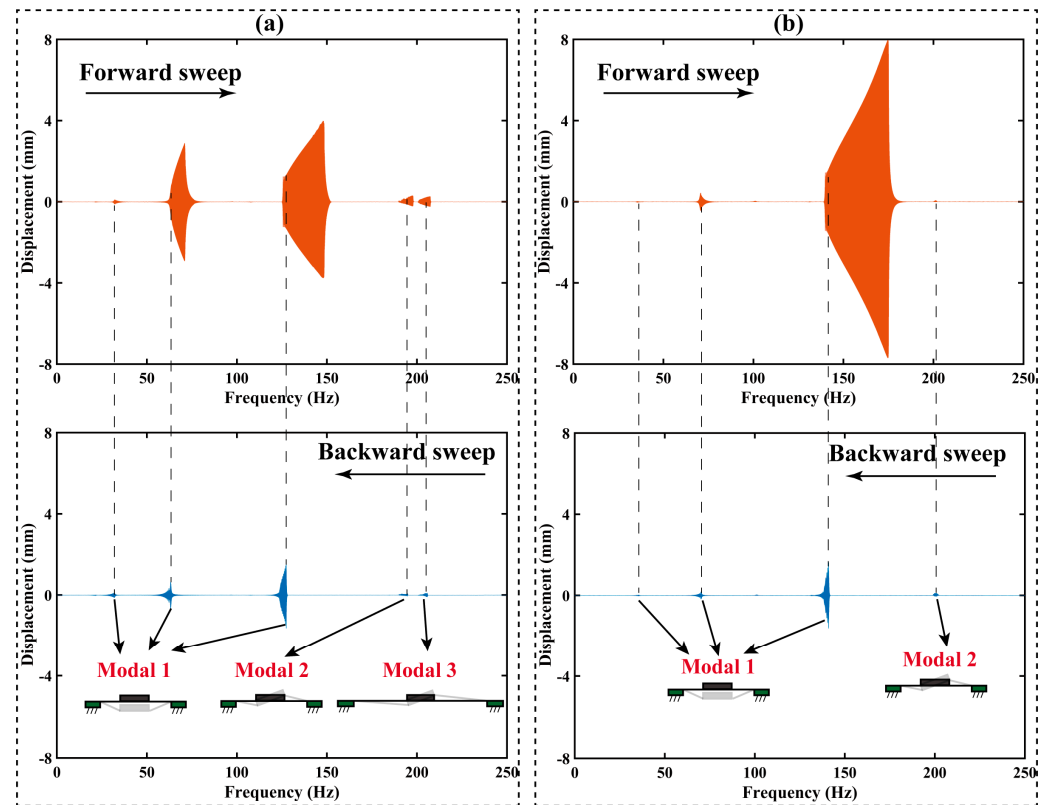 (a)
8
4
0
-4
-8
Displacement (mm)
Forward sweep
0 50 100 150 200 250
Frequency (Hz)
8
4
0
-4
-8
Displacement (mm)
Backward sweep
Modal 1 Modal 2 Modal 3
0 50 100 150 200 250
Frequency (Hz)
(b)
8
4
0
-4
-8
Displacement (mm)
Forward sweep
0 50 100 150 200 250
Frequency (Hz)
8
4
0
-4
-8
Displacement (mm)
Backward sweep
Modal 1 Modal 2
0 50 100 150 200 250
Frequency (Hz)